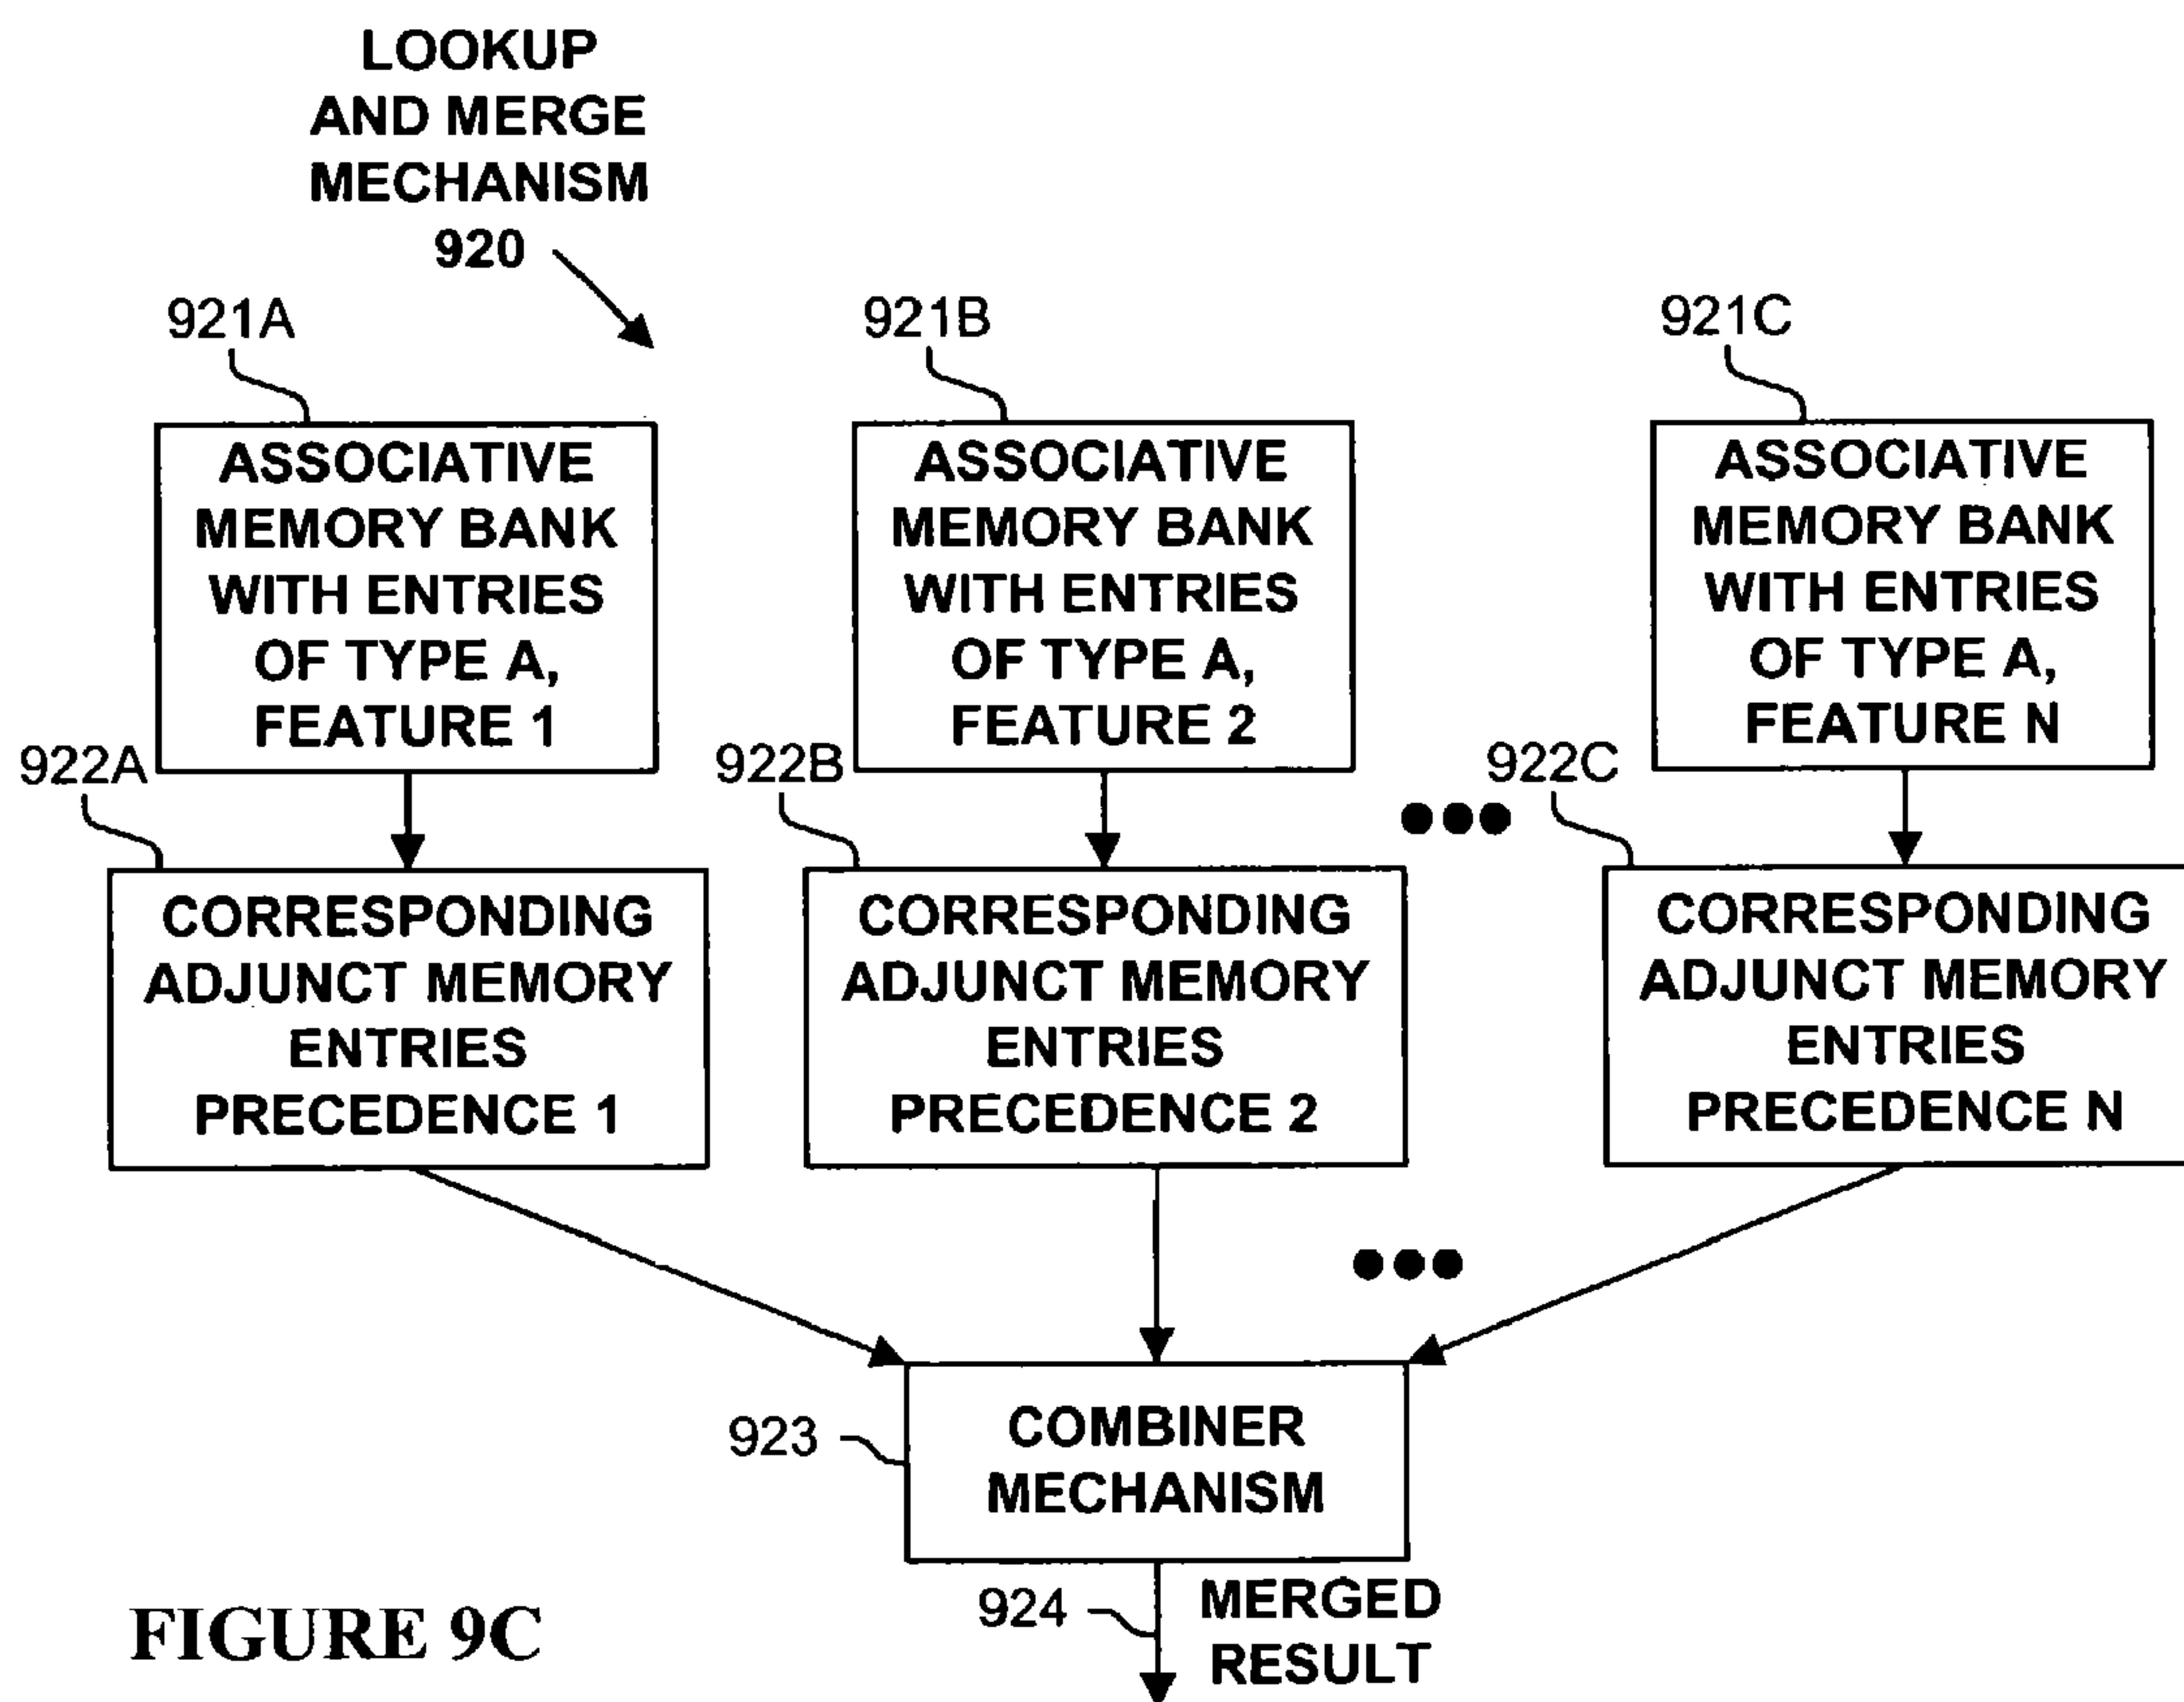 LOOKUP
AND MERGE
MECHANISM
920
921A
921B
921C
ASSOCIATIVE
MEMORY BANK
WITH ENTRIES
OF TYPE A,
FEATURE 1
ASSOCIATIVE
MEMORY BANK
WITH ENTRIES
OF TYPE A,
FEATURE 2
ASSOCIATIVE
MEMORY BANK
WITH ENTRIES
OF TYPE A,
FEATURE N
922A
922B
922C
CORRESPONDING
ADJUNCT MEMORY
ENTRIES
PRECEDENCE 1
CORRESPONDING
ADJUNCT MEMORY
ENTRIES
PRECEDENCE 2
CORRESPONDING
ADJUNCT MEMORY
ENTRIES
PRECEDENCE N
923
COMBINER
MECHANISM
924
MERGED
RESULT
FIGURE 9C